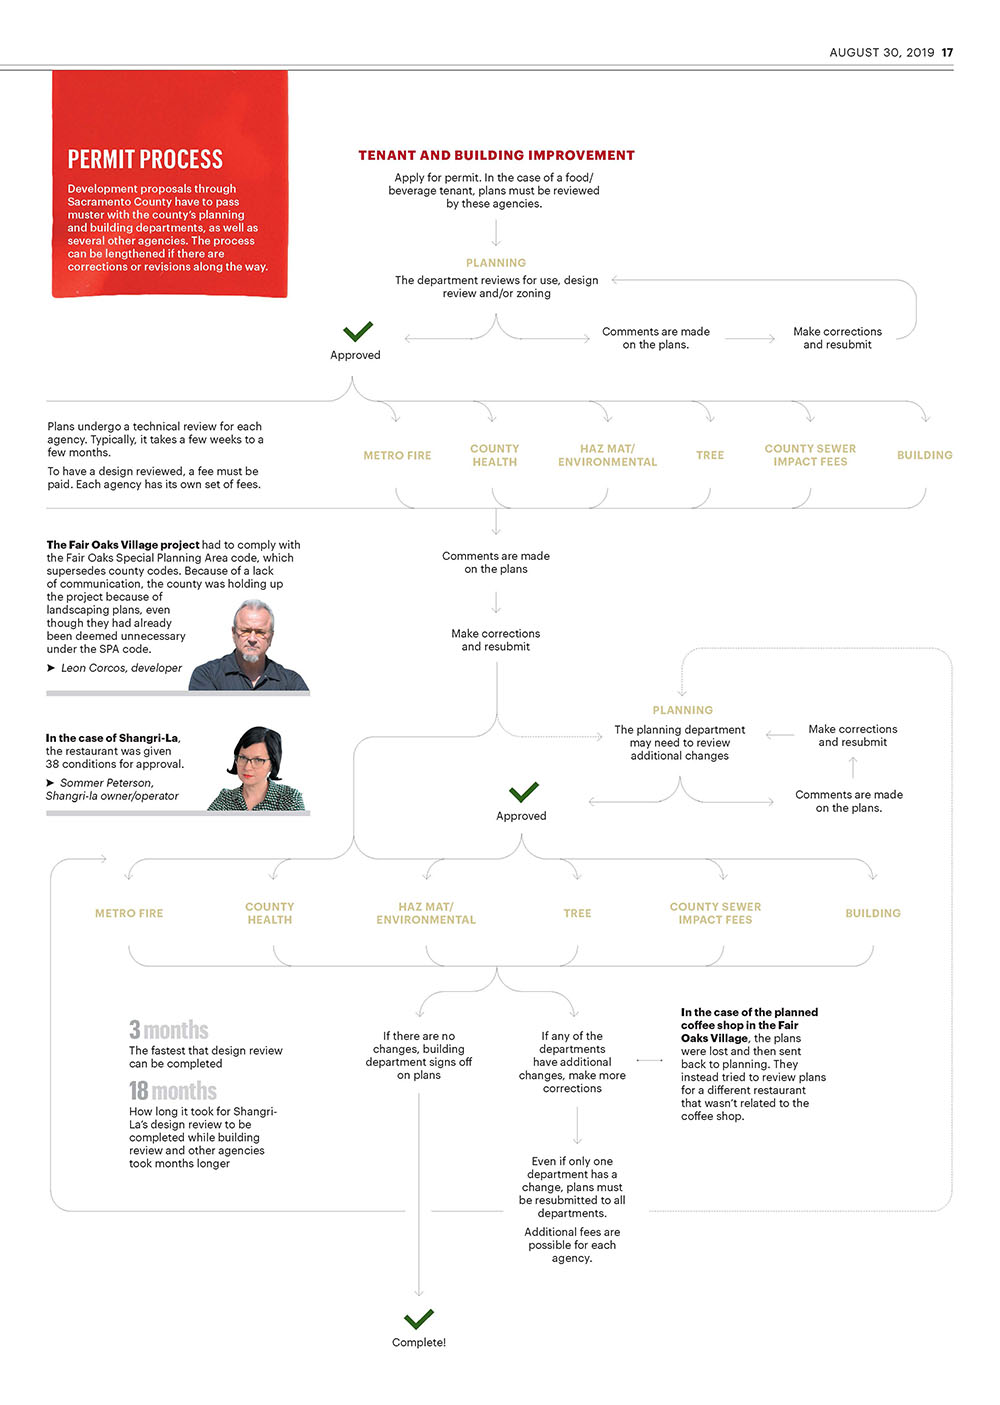 AUGUST 30, 2019 17
PERMIT PROCESS
Development proposals through
Sacramento County have to pass
muster with the county's planning
and building departments, as well as
several other agencies. The process
can be lengthened if there are
corrections or revisions along the way.
TENANT AND BUILDING IMPROVEMENT
Apply for permit. In the case of a food/
beverage tenant, plans must be reviewed
by these agencies.
PLANNING
The department reviews for use, design
review and/or zoning
Approved
Comments are made
on the plans.
Make corrections
and resubmit
Plans undergo a technical review for each
agency. Typically, it takes a few weeks to a
few months.
To have a design reviewed, a fee must be
paid. Each agency has its own set of fees.
METRO FIRE
COUNTY
HEALTH
HAZ MAT/
ENVIRONMENTAL
TREE
COUNTY SEWER
IMPACT FEES
BUILDING
Comments are made
on the plans
Make corrections
and resubmit
The Fair Oaks Village project had to comply with
the Fair Oaks Special Planning Area code, which
supersedes county codes. Because of a lack
of communication, the county was holding up
the project because of
landscaping plans, even
though they had already
been deemed unnecessary
under the SPA code.
➤ Leon Corcos, developer
In the case of Shangri-La,
the restaurant was given
38 conditions for approval.
➤ Sommer Peterson,
Shangri-la owner/operator
PLANNING
The planning department
may need to review
additional changes
Make corrections
and resubmit
Comments are made
on the plans.
Approved
METRO FIRE
COUNTY
HEALTH
HAZ MAT/
ENVIRONMENTAL
TREE
COUNTY SEWER
IMPACT FEES
BUILDING
3 months
The fastest that design review
can be completed
18 months
How long it took for Shangri-
La's design review to be
completed while building
review and other agencies
took months longer
If there are no
changes, building
department signs off
on plans
If any of the
departments
have additional
changes, make more
corrections
In the case of the planned
coffee shop in the Fair
Oaks Village, the plans
were lost and then sent
back to planning. They
instead tried to review plans
for a different restaurant
that wasn't related to the
coffee shop.
Even if only one
department has a
change, plans must
be resubmitted to all
departments.
Additional fees are
possible for each
agency.
Complete!